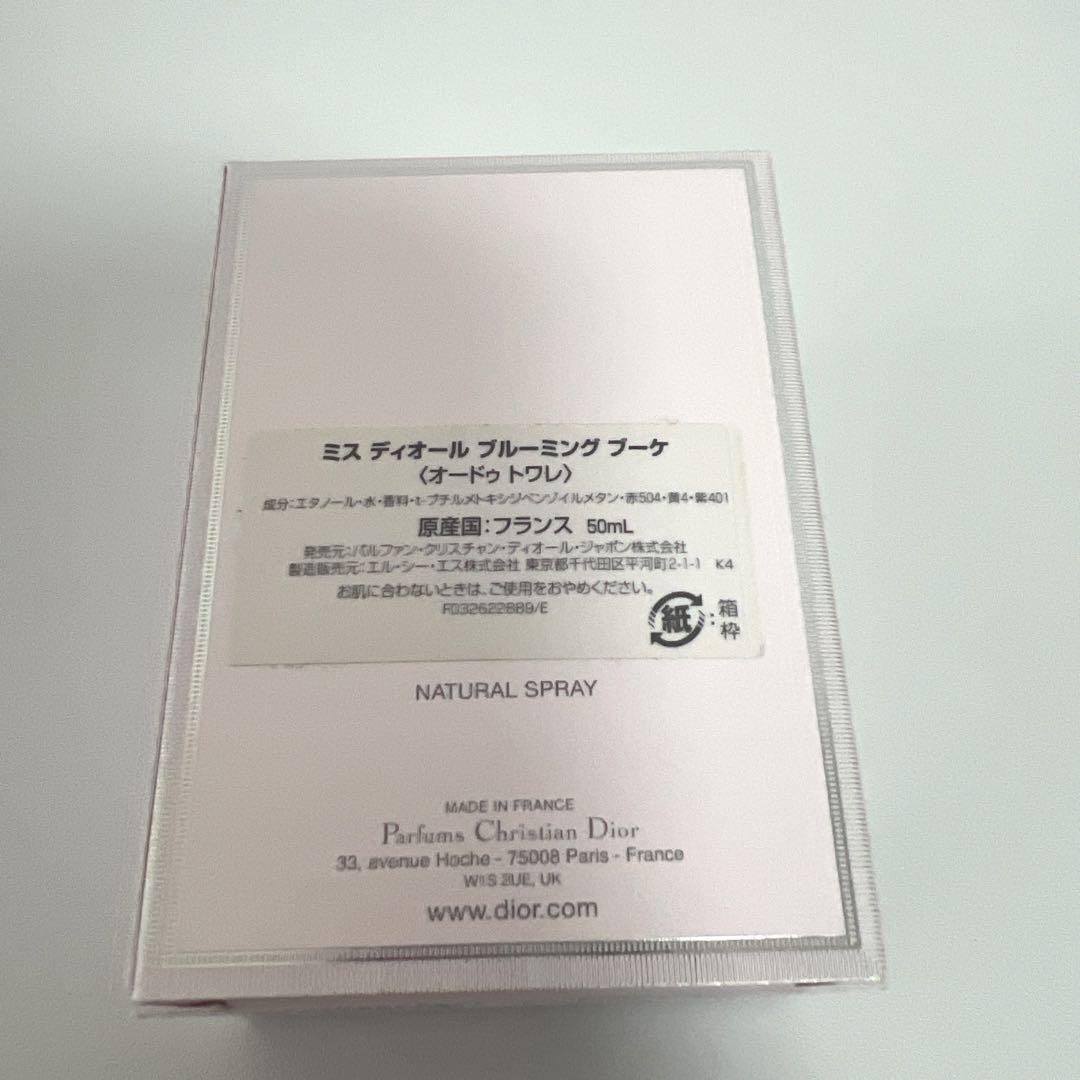 ミス ディオール ブルーミング ブーケ
〈オードゥ トワレ〉
成分:エタノール・水・香料・t-ブチルメトキシジベンゾイルメタン・赤504・黄4・紫401
原産国:フランス 50mL
発売元:パルファン・クリスチャン・ディオール・ジャポン株式会社
製造販売元:エル・シー・エス株式会社 東京都千代田区平河町2-1-1 K4
お肌に合わないときは、ご使用をおやめください。
F032622889/E
紙:箱
枠
NATURAL SPRAY
MADE IN FRANCE
Parfums Christian Dior
33, avenue Hoche - 75008 Paris - France
UK
www.dior.com